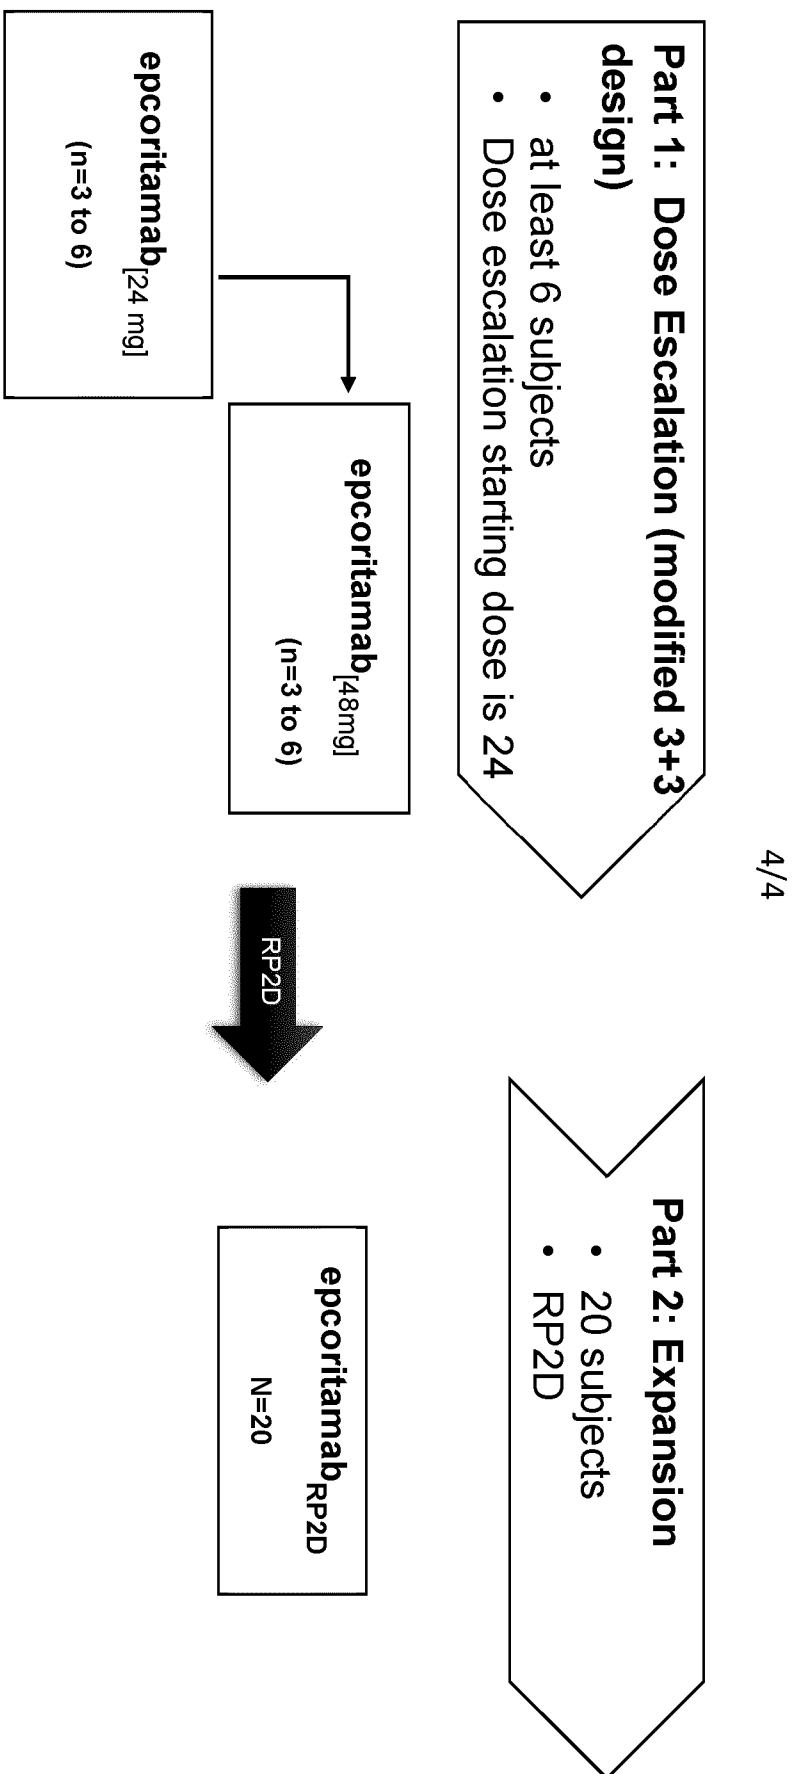 4/4
Part 1:  Dose Escalation (modified 3+3
design)
• at least 6 subjects
• Dose escalation starting dose is 24
Part 2: Expansion
• 20 subjects
• RP2D
epcoritamab[48mg]
(n=3 to 6)
epcoritamab[24 mg]
(n=3 to 6)
RP2D
epcoritamabRP2D
N=20